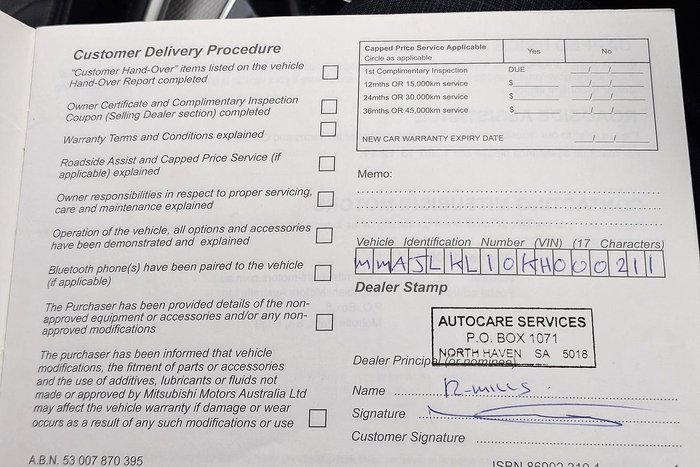 Customer Delivery Procedure
"Customer Hand-Over" items listed on the vehicle
Hand-Over Report completed
Owner Certificate and Complimentary Inspection
Coupon (Selling Dealer section) completed
Warranty Terms and Conditions explained
Roadside Assist and Capped Price Service (if
applicable) explained
Owner responsibilities in respect to proper servicing,
care and maintenance explained
Operation of the vehicle, all options and accessories
have been demonstrated and explained
Bluetooth phone(s) have been paired to the vehicle
(if applicable)
The Purchaser has been provided details of the non-
approved equipment or accessories and/or any non-
approved modifications
The purchaser has been informed that vehicle
modifications, the fitment of parts or accessories
and the use of additives, lubricants or fluids not
made or approved by Mitsubishi Motors Australia Ltd
may affect the vehicle warranty if damage or wear
occurs as a result of any such modifications or use
A.B.N. 53 007 870 395
Capped Price Service Applicable Yes No
Circle as applicable
1st Complimentary Inspection DUE / /
12mths OR 15,000km service $ / /
24mths OR 30,000km service $ / /
36mths OR 45,000km service $ / /
NEW CAR WARRANTY EXPIRY DATE / /
Memo:
Vehicle Identification Number (VIN) (17 Characters)
MMAJLKL10KH000211
Dealer Stamp
AUTOCARE SERVICES
P.O. BOX 1071
NORTH HAVEN SA 5018
Dealer Principal (or nominee)
Name R-Mills.
Signature
Customer Signature